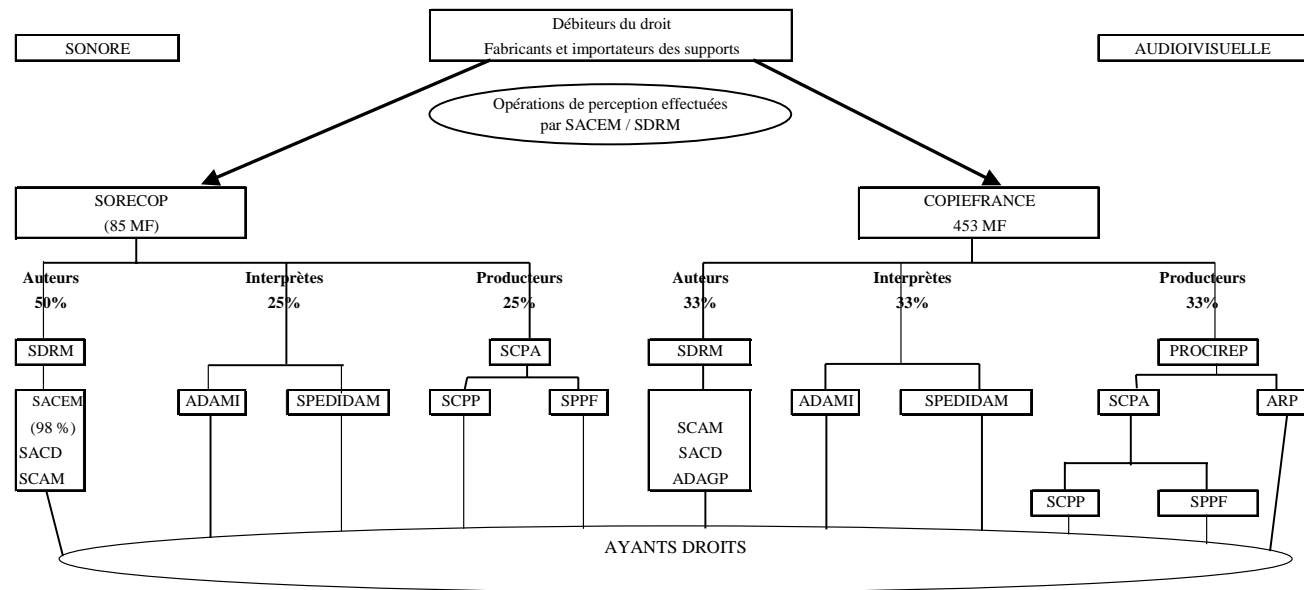 Débiteurs du droit
Fabricants et importateurs des supports
SONORE
AUDIOIVISUELLE
Opérations de perception effectuées
par SACEM / SDRM
SORECOP
(85 MF)
COPIEFRANCE
453 MF
Auteurs
50%
Interprètes
25%
Producteurs
25%
Auteurs
33%
Interprètes
33%
Producteurs
33%
SDRM
SCPA
SDRM
PROCIREP
SACEM
(98 %)
SACD
SCAM
ADAMI
SPEDIDAM
SCPP
SPPF
SCAM
SACD
ADAGP
ADAMI
SPEDIDAM
SCPA
ARP
SCPP
SPPF
AYANTS DROITS